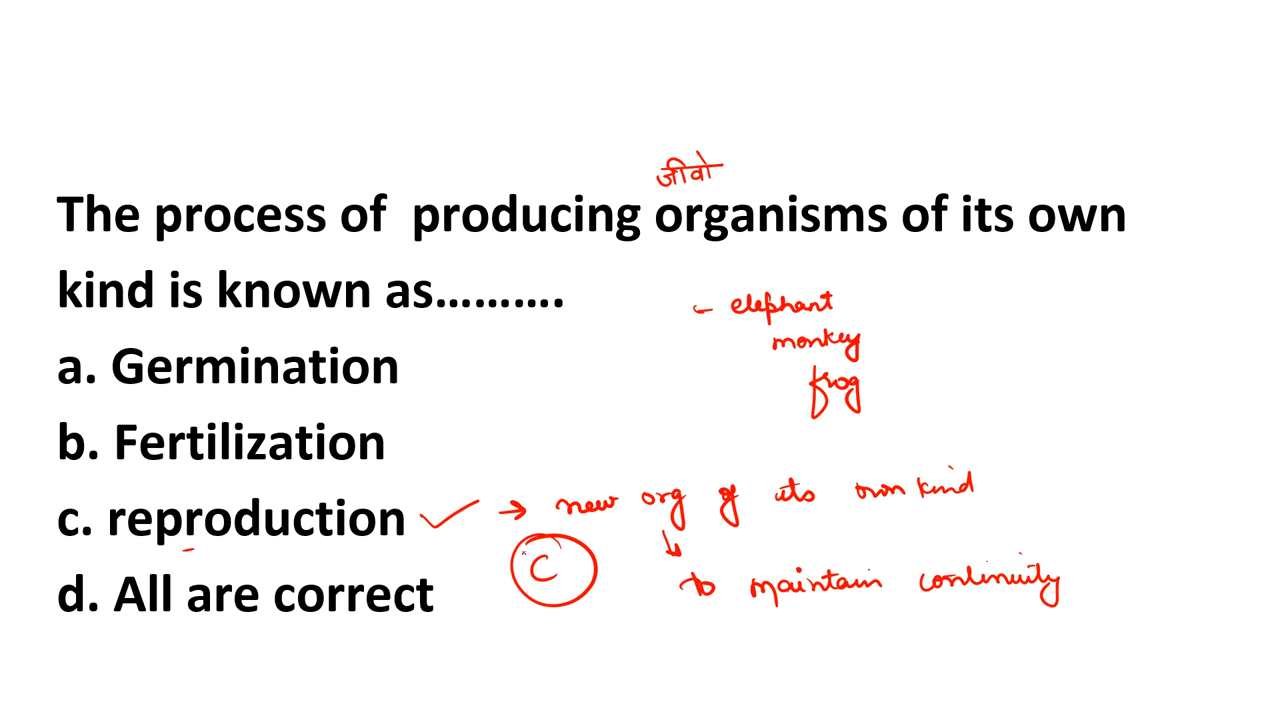 जीवो
The process of producing organisms of its own
kind is known as..........
- elephant
monkey
frog
a. Germination
b. Fertilization
c. reproduction ✓ → new org of its own kind
C
↓
to maintain continuity
d. All are correct